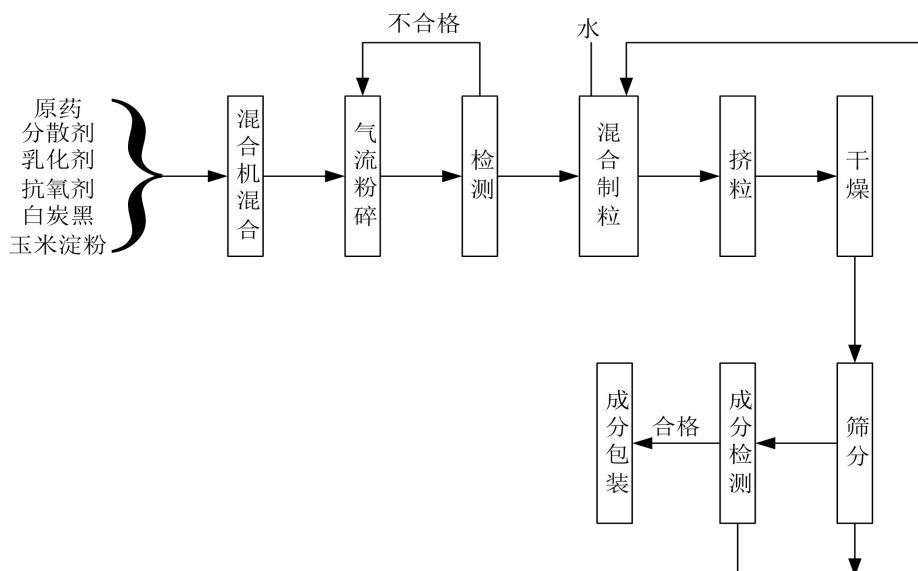 不合格
水
原药
分散剂
乳化剂
抗氧剂
白炭黑
玉米淀粉
混合机混合
气流粉碎
检测
混合制粒
挤粒
干燥
成分包装
合格
成分检测
筛分